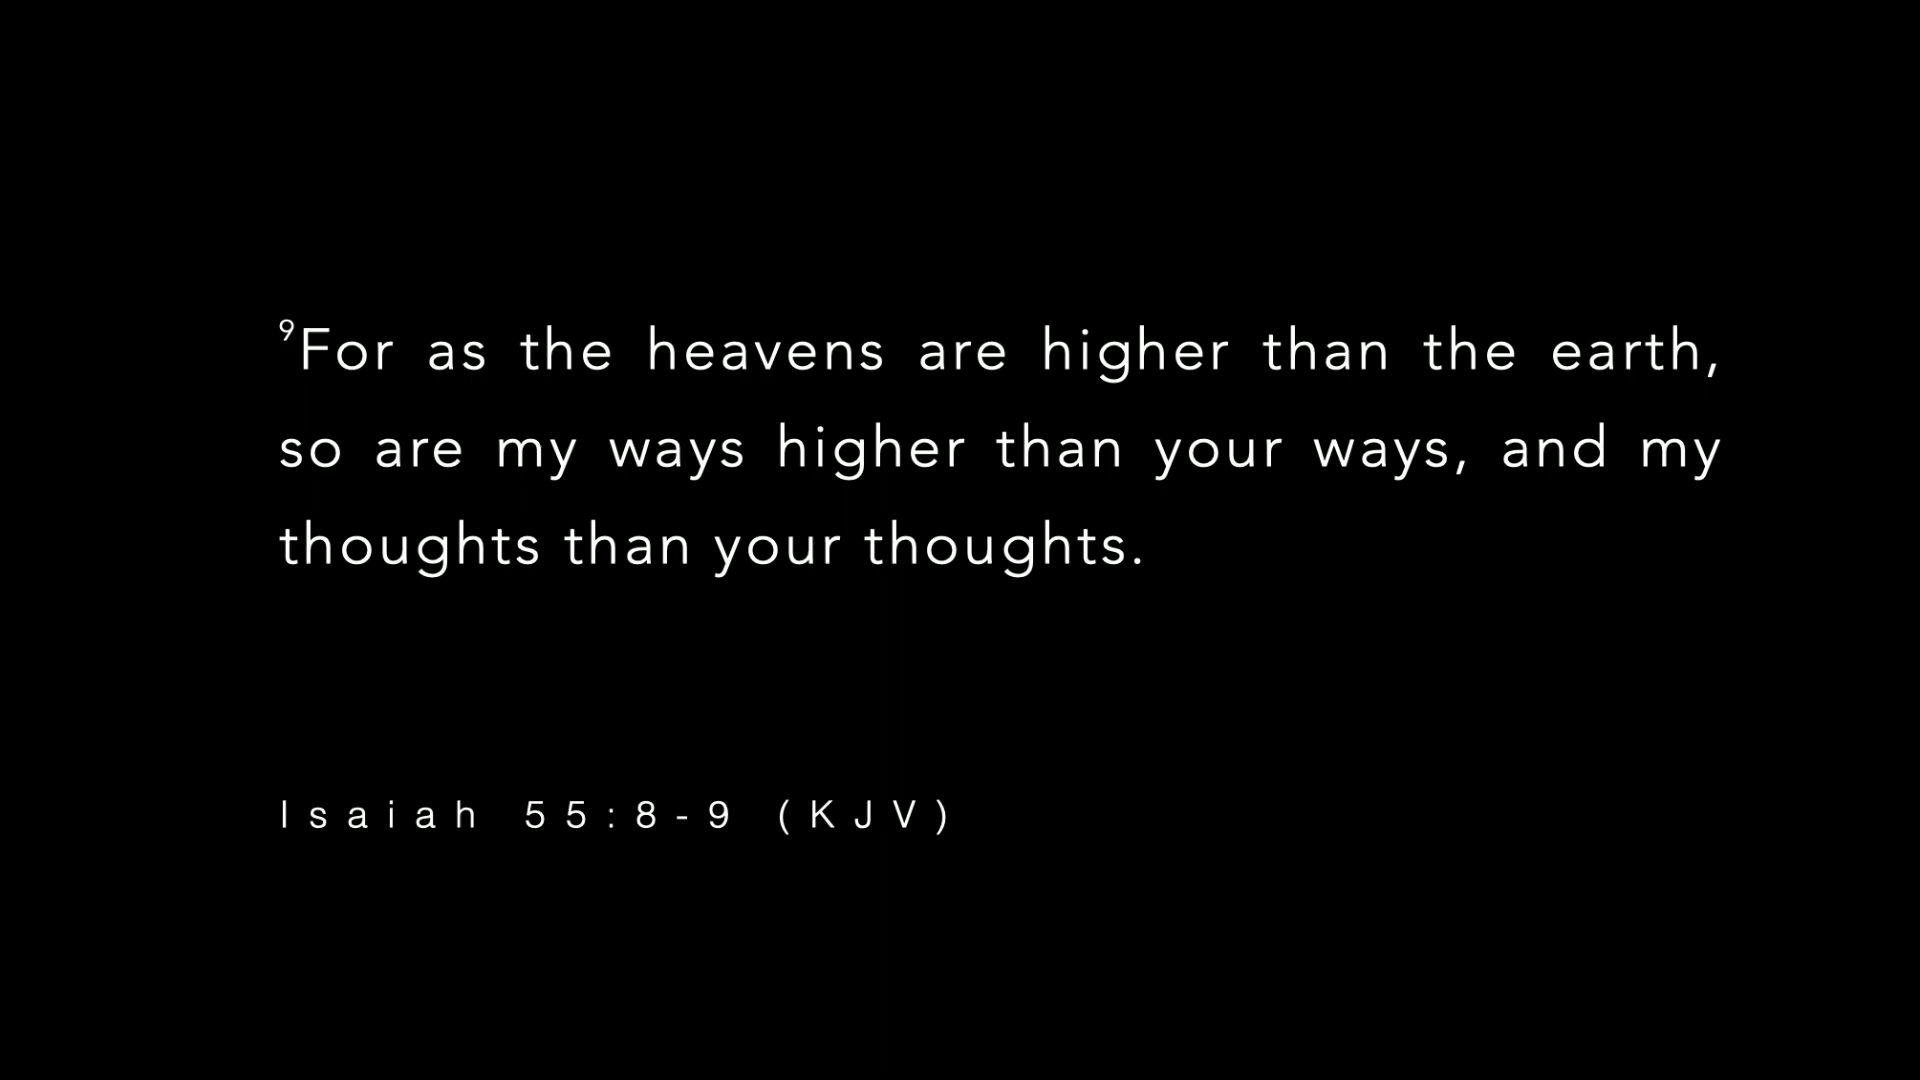 ⁹For as the heavens are higher than the earth,
so are my ways higher than your ways, and my
thoughts than your thoughts.
Isaiah 55:8-9 (KJV)